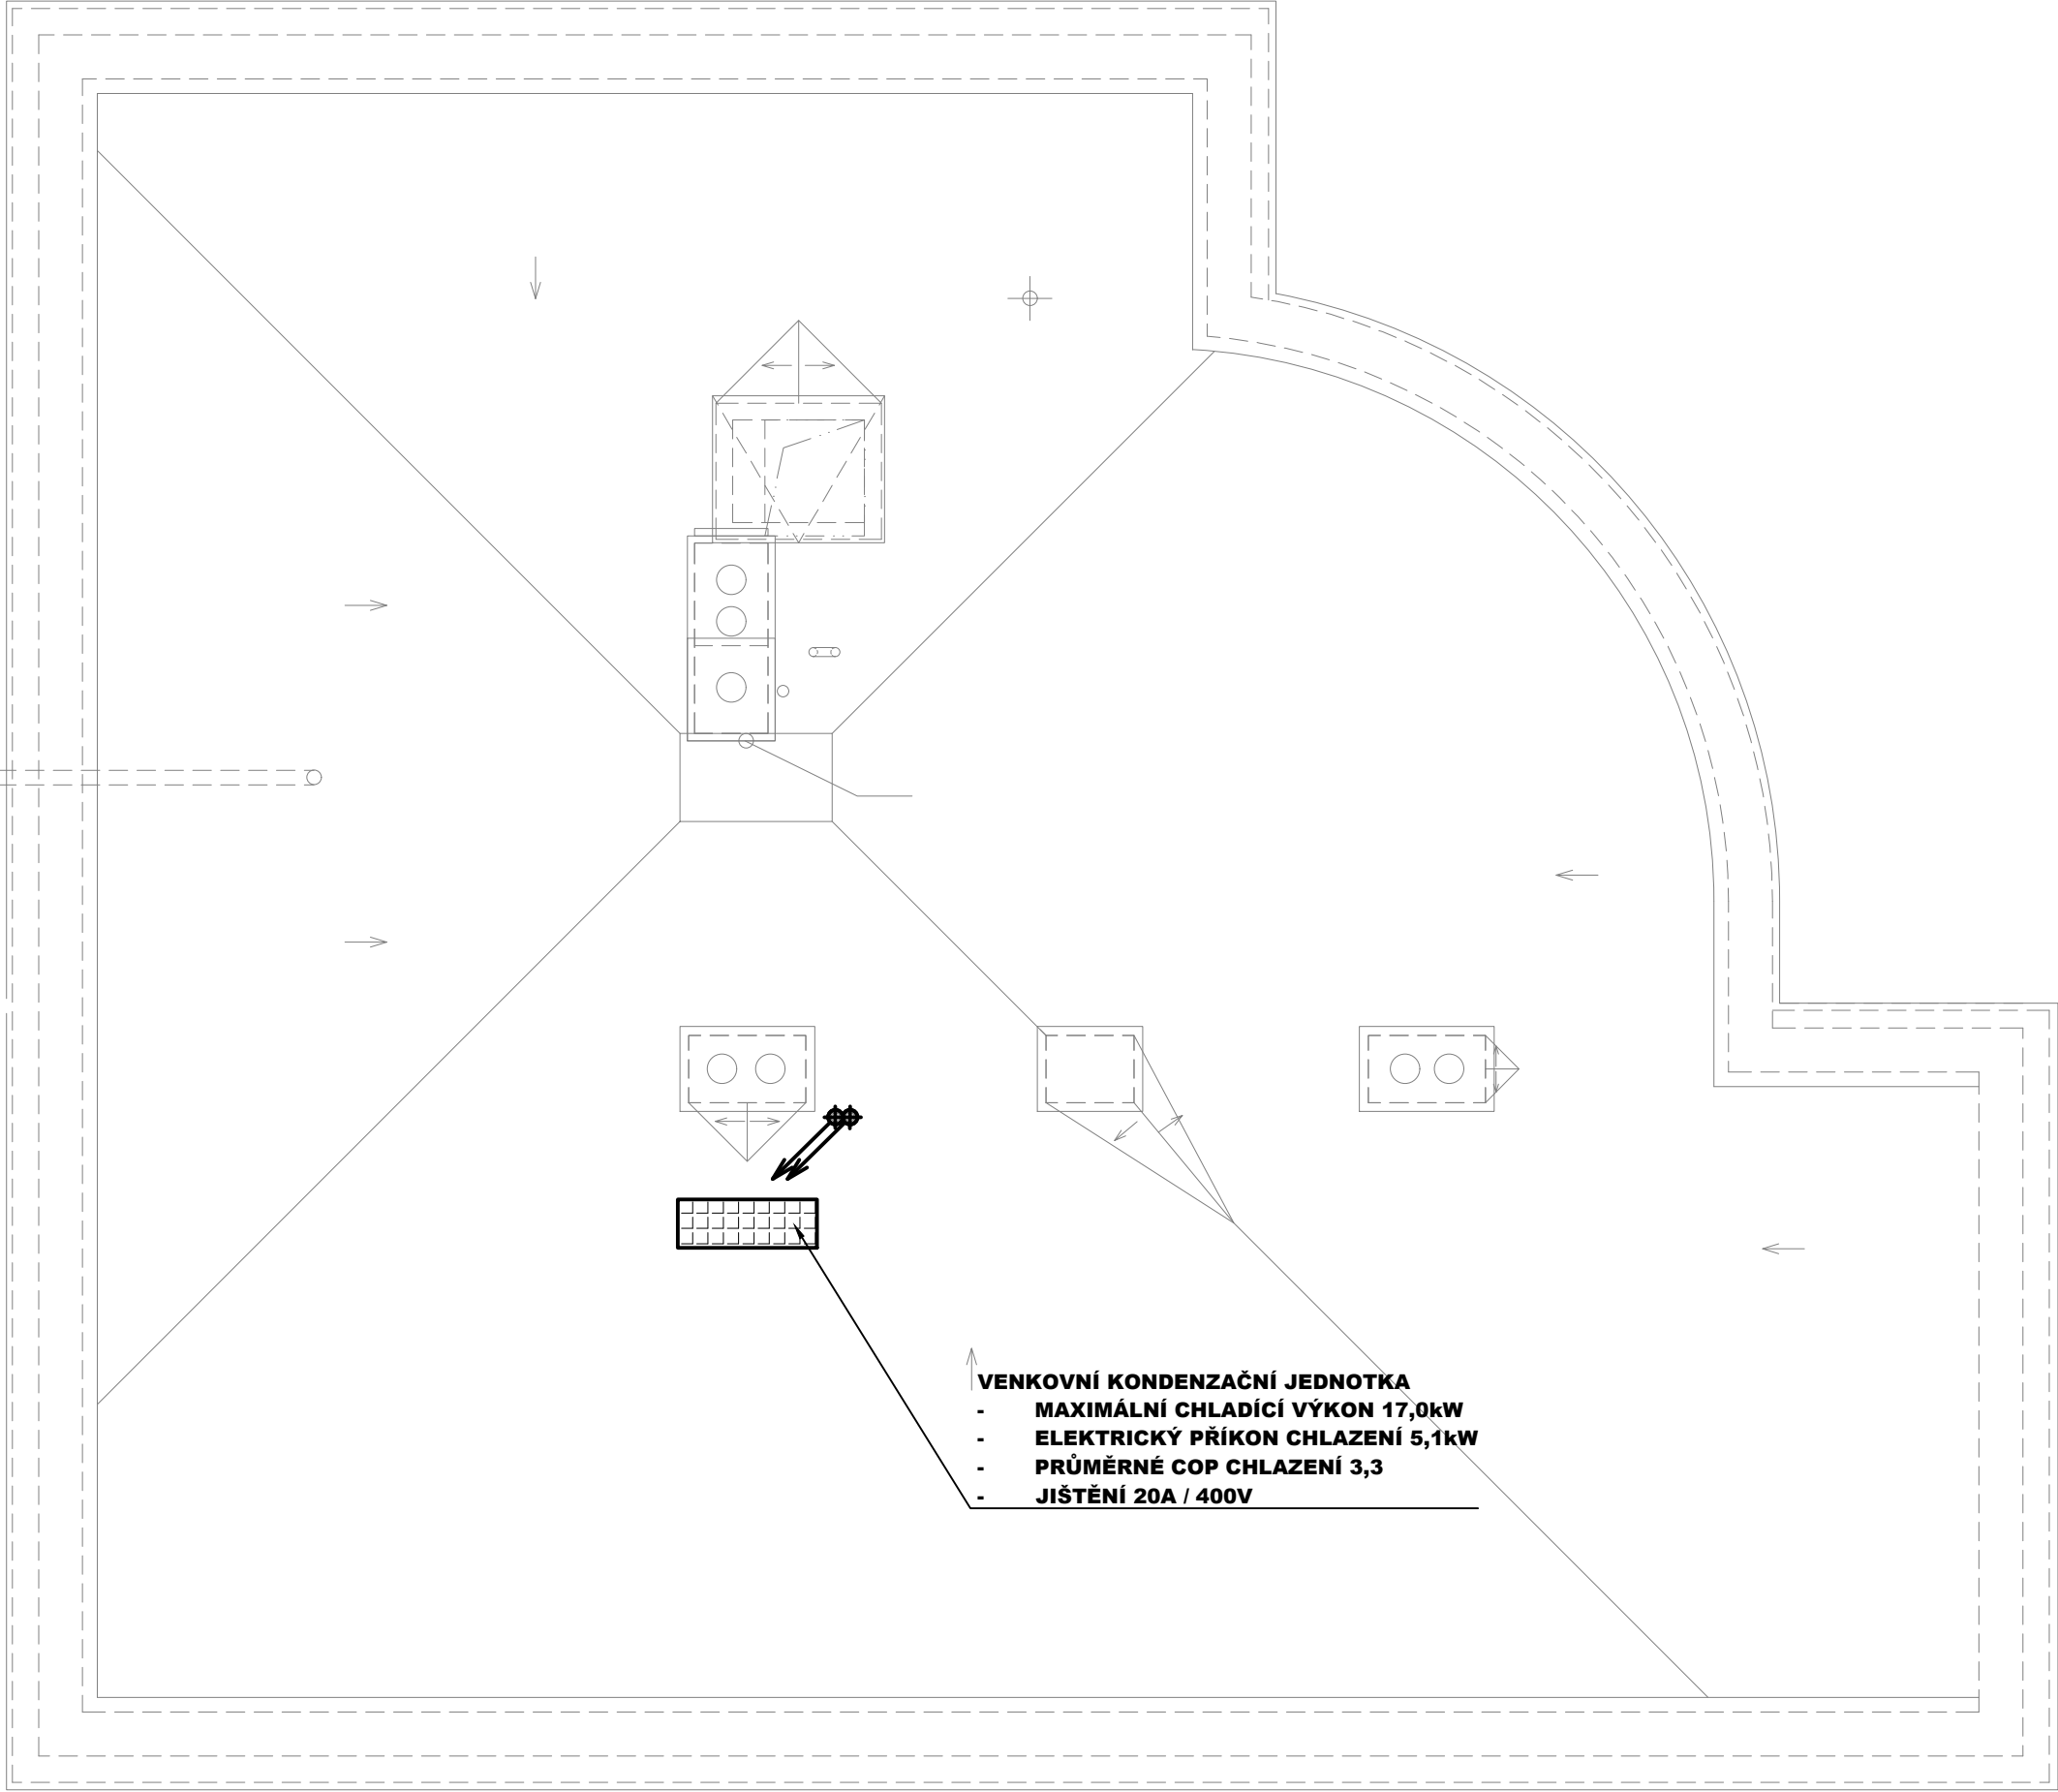 VENKOVNÍ KONDENZAČNÍ JEDNOTKA
- MAXIMÁLNÍ CHLADÍCÍ VÝKON 17,0kW
- ELEKTRICKÝ PŘÍKON CHLAZENÍ 5,1kW
- PRŮMĚRNÉ COP CHLAZENÍ 3,3
- JIŠTĚNÍ 20A / 400V